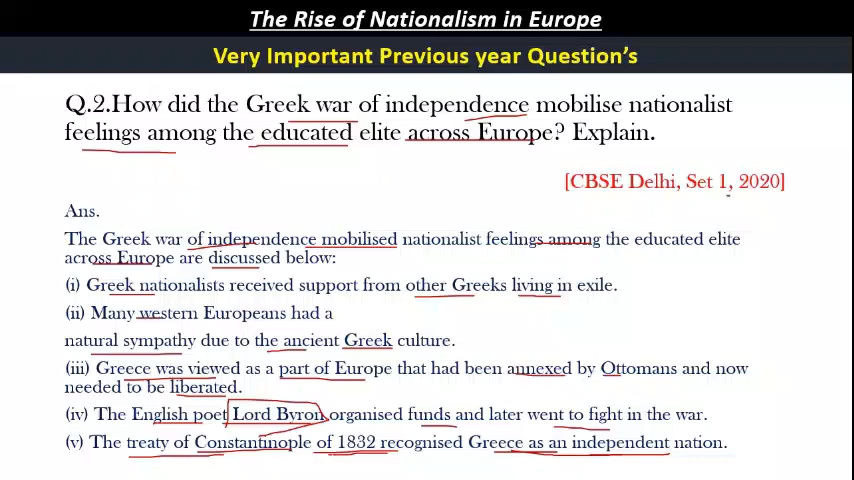 The Rise of Nationalism in Europe
Very Important Previous year Question's
Q.2.How did the Greek war of independence mobilise nationalist
feelings among the educated elite across Europe? Explain.
[CBSE Delhi, Set 1, 2020]
Ans.
The Greek war of independence mobilised nationalist feelings among the educated elite
across Europe are discussed below:
(i) Greek nationalists received support from other Greeks living in exile.
(ii) Many western Europeans had a
natural sympathy due to the ancient Greek culture.
(iii) Greece was viewed as a part of Europe that had been annexed by Ottomans and now
needed to be liberated.
(iv) The English poet Lord Byron organised funds and later went to fight in the war.
(v) The treaty of Constantinople of 1832 recognised Greece as an independent nation.